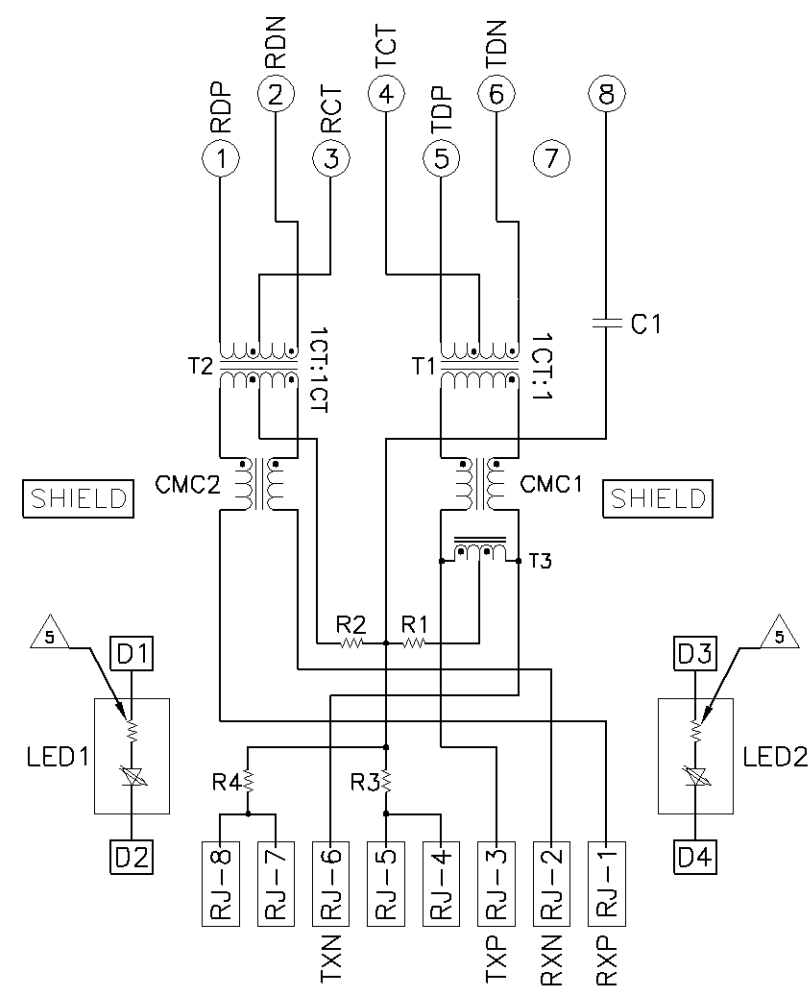 RDP
RDN
RCT
TCT
TDP
TDN
1
2
3
4
5
6
7
8
C1
T2
1CT:1CT
T1
1CT:1
SHIELD
CMC2
CMC1
SHIELD
T3
R2
R1
5
D1
LED1
D2
5
D3
LED2
D4
R4
R3
RJ-8
RJ-7
RJ-6
RJ-5
RJ-4
RJ-3
RJ-2
RJ-1
TXN
TXP
RXN
RXP